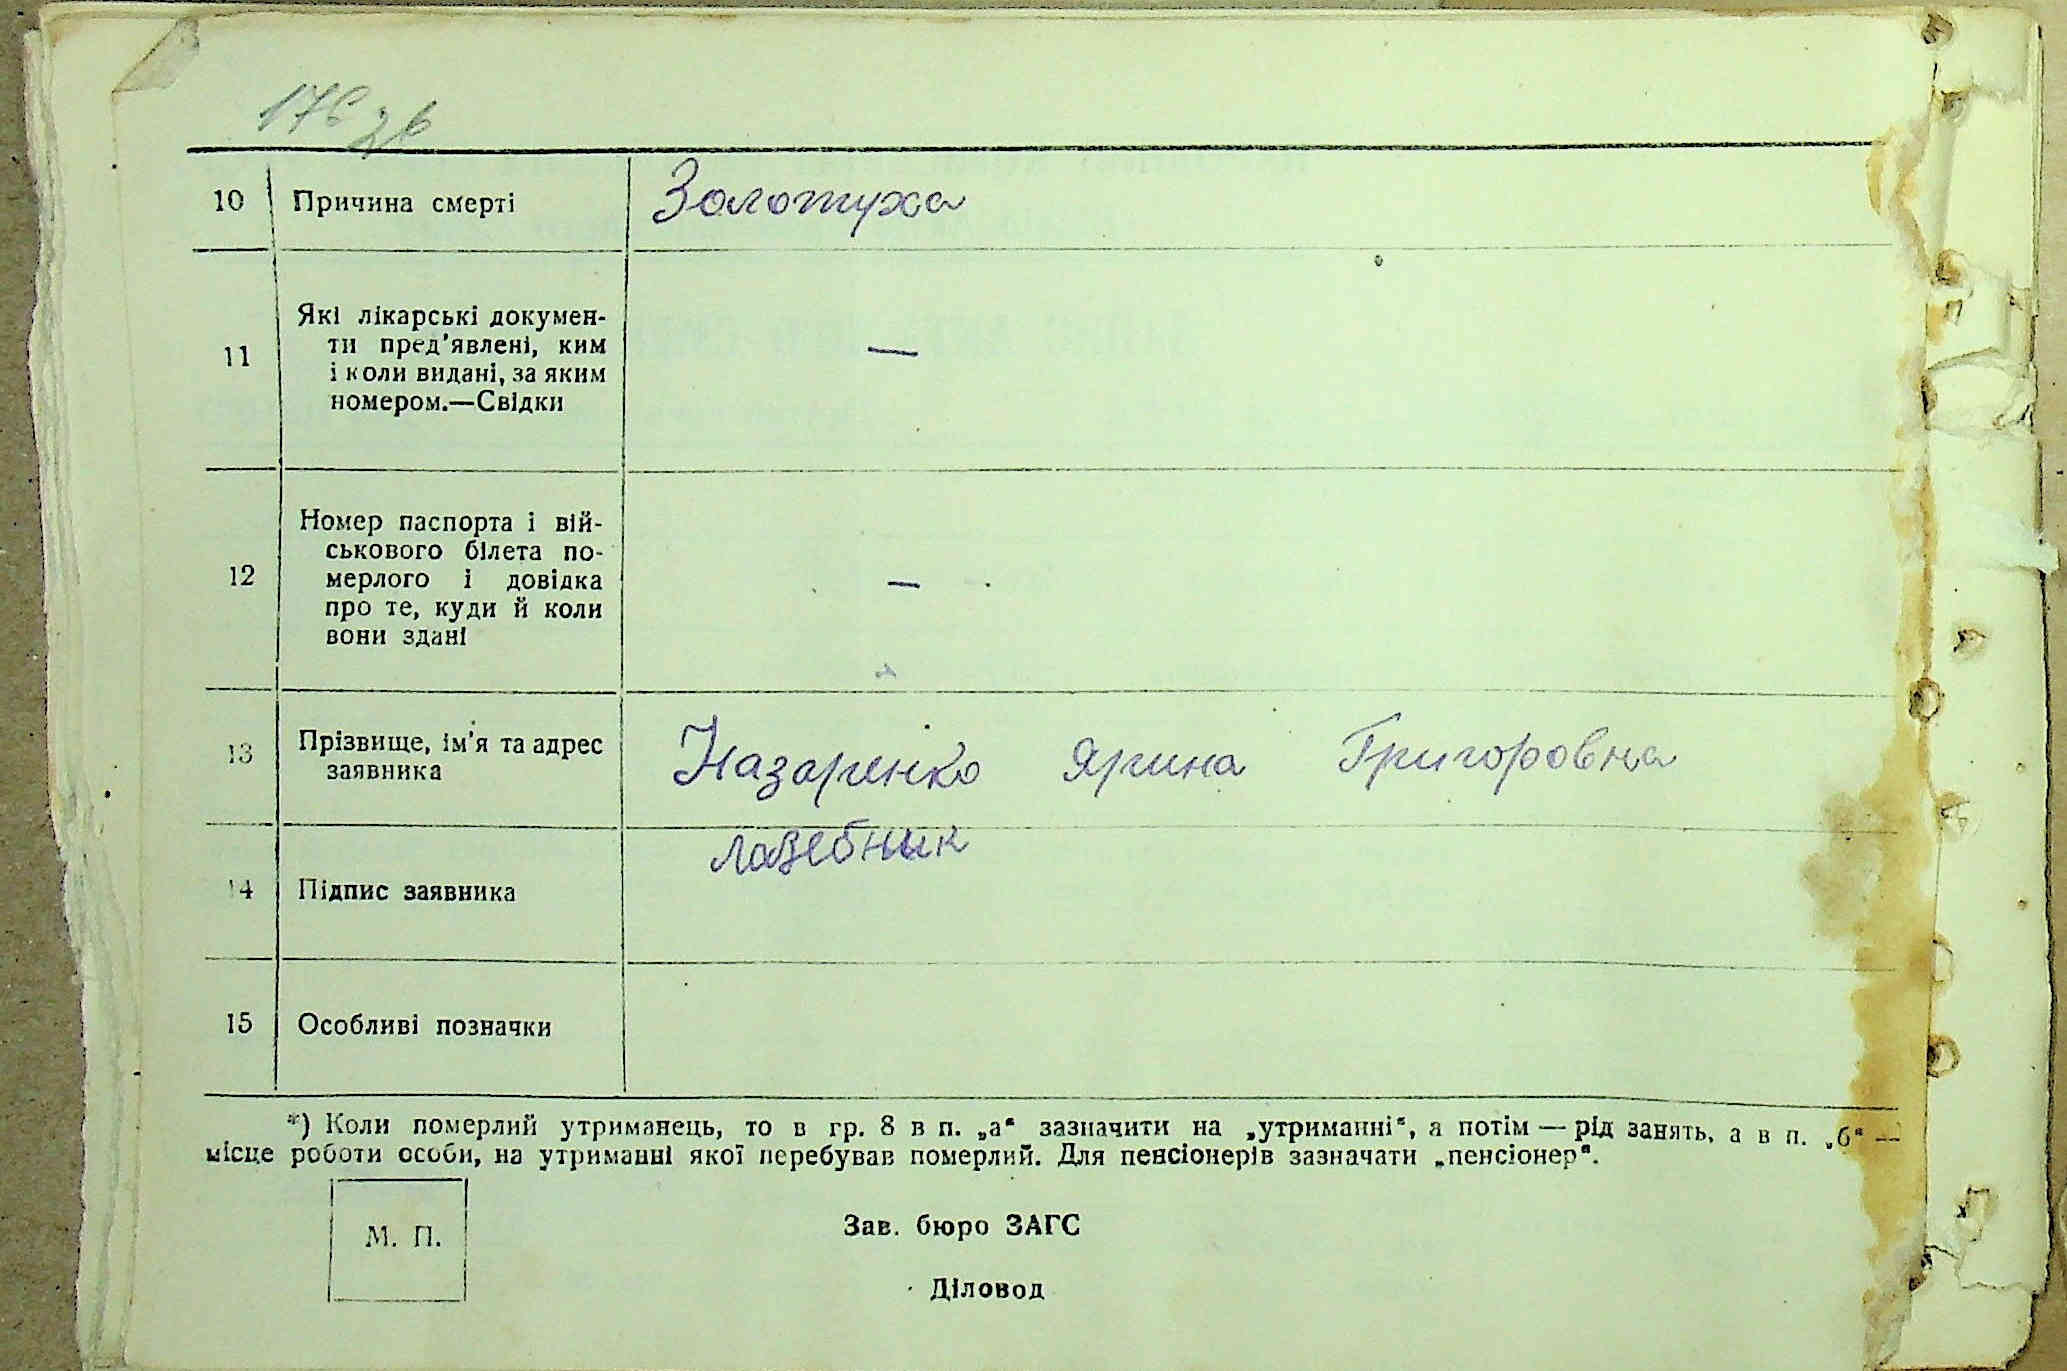 176 зв
10 Причина смерті Золотуха
11 Які лікарські докумен-
ти пред'явлені, ким
і коли видані, за яким
номером.—Свідки —
12 Номер паспорта і вій-
ськового білета по-
мерлого і довідка
про те, куди й коли
вони здані —
13 Прізвище, ім'я та адрес
заявника Назаренко Ярина Григоровна
Лазебник
14 Підпис заявника
15 Особливі позначки
*) Коли померлий утриманець, то в гр. 8 в п. „а“ зазначити на „утриманні“, а потім — рід занять, а в п. „б“ —
місце роботи особи, на утриманні якої перебував померлий. Для пенсіонерів зазначати „пенсіонер“.
М. П.
Зав. бюро ЗАГС
Діловод